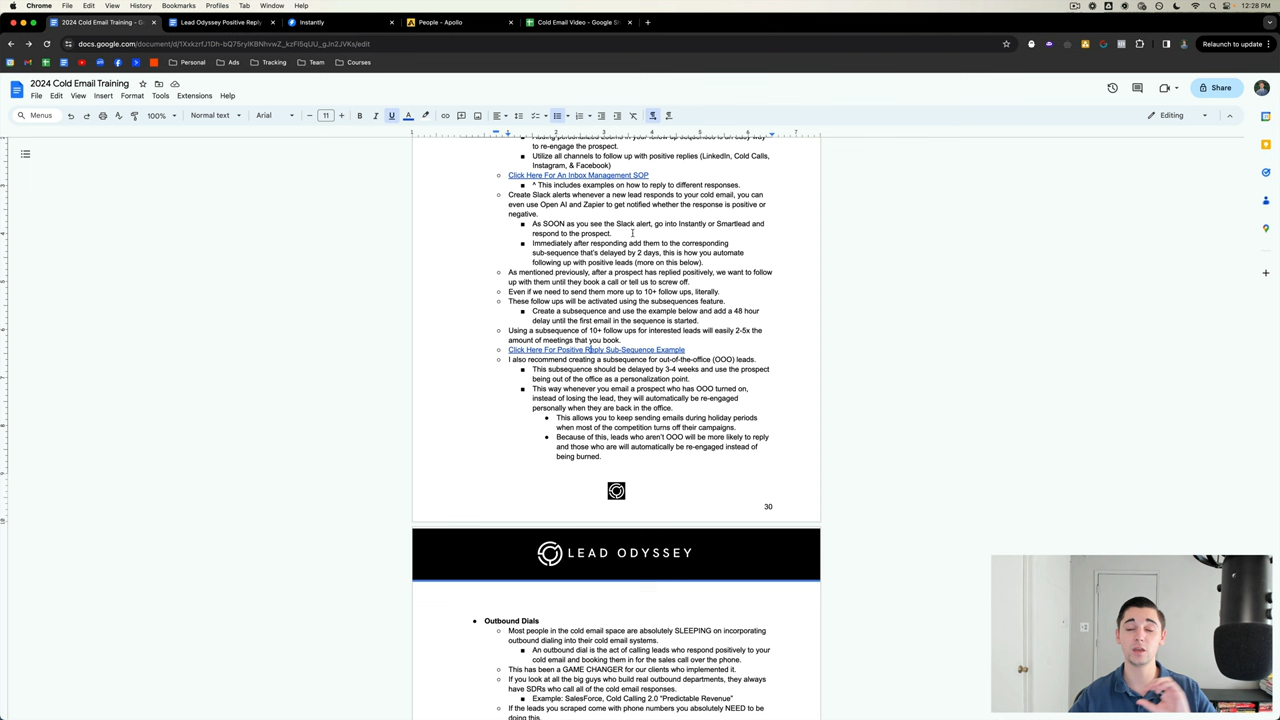 Chrome File Edit View History Bookmarks Profiles Tab Window Help
12:28 PM
2024 Cold Email Training - G
Lead Odyssey Positive Reply
Instantly
People - Apollo
Cold Email Video - Google Sh
docs.google.com/document/d/
Relaunch to update
Personal Ads Tracking Team Courses
2024 Cold Email Training
File Edit View Insert Format Tools Extensions Help
Share
Menus
100%
Normal text
Arial
11
Editing
to re-engage the prospect.
Utilize all channels to follow up with positive replies (LinkedIn, Cold Calls,
Instagram, & Facebook)
Click Here For An Inbox Management SOP
^ This includes examples on how to reply to different responses.
Create Slack alerts whenever a new lead responds to your cold email, you can
even use Open AI and Zapier to get notified whether the response is positive or
negative.
As SOON as you see the Slack alert, go into Instantly or Smartlead and
respond to the prospect.
Immediately after responding add them to the corresponding
sub-sequence that's delayed by 2 days, this is how you automate
following up with positive leads (more on this below).
As mentioned previously, after a prospect has replied positively, we want to follow
up with them until they book a call or tell us to screw off.
Even if we need to send them more up to 10+ follow ups, literally.
These follow ups will be activated using the subsequences feature.
Create a subsequence and use the example below and add a 48 hour
delay until the first email in the sequence is started.
Using a subsequence of 10+ follow ups for interested leads will easily 2-5x the
amount of meetings that you book.
Click Here For Positive Reply Sub-Sequence Example
I also recommend creating a subsequence for out-of-the-office (OOO) leads.
This subsequence should be delayed by 3-4 weeks and use the prospect
being out of the office as a personalization point.
This way whenever you email a prospect who has OOO turned on,
instead of losing the lead, they will automatically be re-engaged
personally when they are back in the office.
This allows you to keep sending emails during holiday periods
when most of the competition turns off their campaigns.
Because of this, leads who aren't OOO will be more likely to reply
and those who are will automatically be re-engaged instead of
being burned.
30
LEAD ODYSSEY
Outbound Dials
Most people in the cold email space are absolutely SLEEPING on incorporating
outbound dialing into their cold email systems.
An outbound dial is the act of calling leads who respond positively to your
cold email and booking them in for the sales call over the phone.
This has been a GAME CHANGER for our clients who implemented it.
If you look at all the big guys who build real outbound departments, they always
have SDRs who call all of the cold email responses.
Example: SalesForce, Cold Calling 2.0 "Predictable Revenue"
If the leads you scraped come with phone numbers you absolutely NEED to be
doing this.